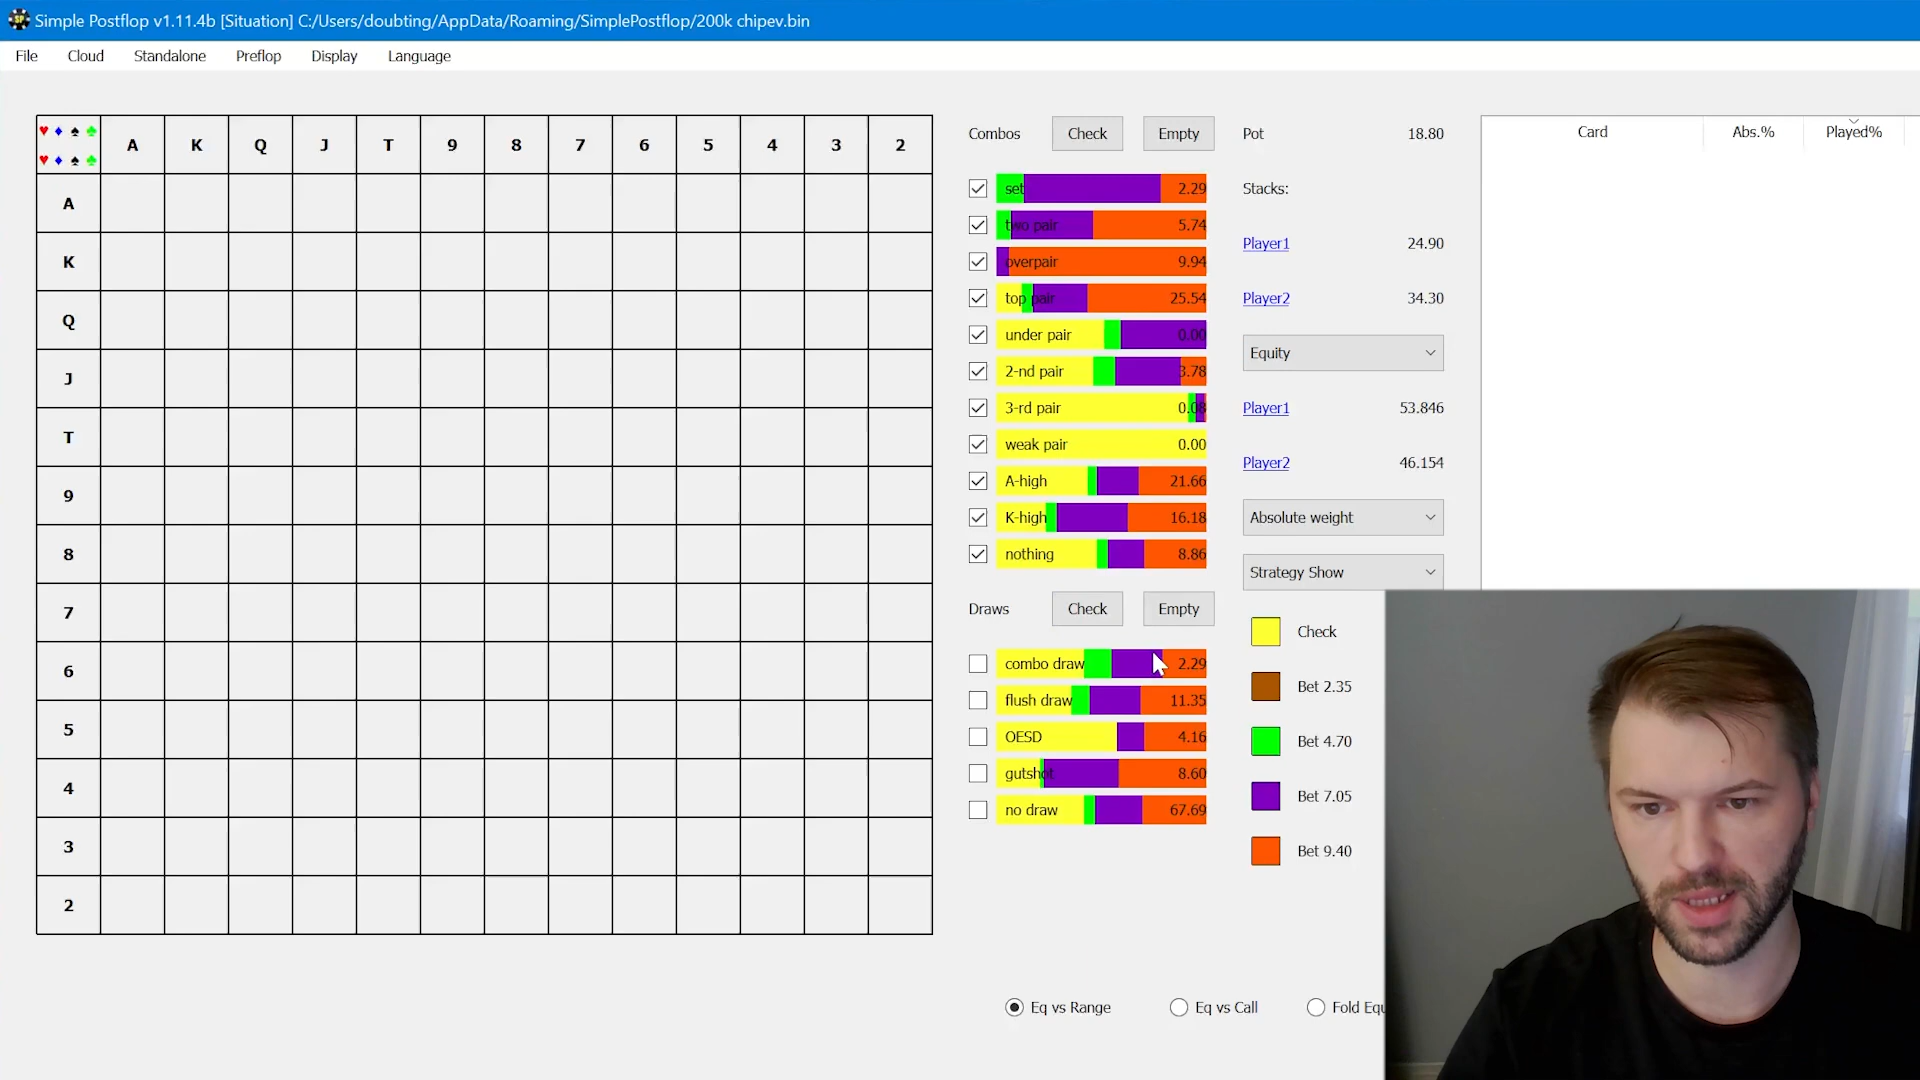 Simple Postflop v1.11.4b [Situation] C:/Users/doubting/AppData/Roaming/SimplePostflop/200k chipev.bin
File Cloud Standalone Preflop Display Language
A K Q J T 9 8 7 6 5 4 3 2
A
K
Q
J
T
9
8
7
6
5
4
3
2
Combos Check Empty
set 2.29
two pair 5.74
overpair 9.94
top pair 25.54
under pair 0.00
2-nd pair 3.78
3-rd pair 0.08
weak pair 0.00
A-high 21.66
K-high 16.18
nothing 8.86
Draws Check Empty
combo draw 2.29
flush draw 11.35
OESD 4.16
gutshot 8.60
no draw 67.69
Pot 18.80
Stacks:
Player1 24.90
Player2 34.30
Equity
Player1 53.846
Player2 46.154
Absolute weight
Strategy Show
Check
Bet 2.35
Bet 4.70
Bet 7.05
Bet 9.40
Card Abs.% Played%
Eq vs Range Eq vs Call Fold Equ